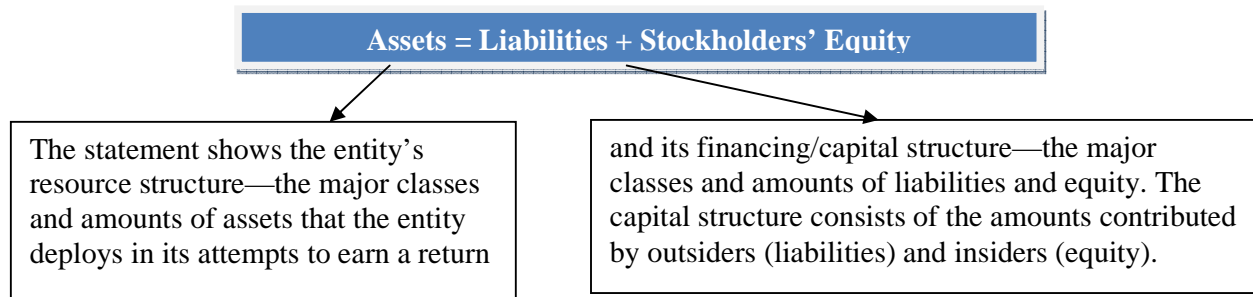 Assets = Liabilities + Stockholders’ Equity
The statement shows the entity’s
resource structure—the major classes
and amounts of assets that the entity
deploys in its attempts to earn a return
and its financing/capital structure—the major
classes and amounts of liabilities and equity. The
capital structure consists of the amounts contributed
by outsiders (liabilities) and insiders (equity).